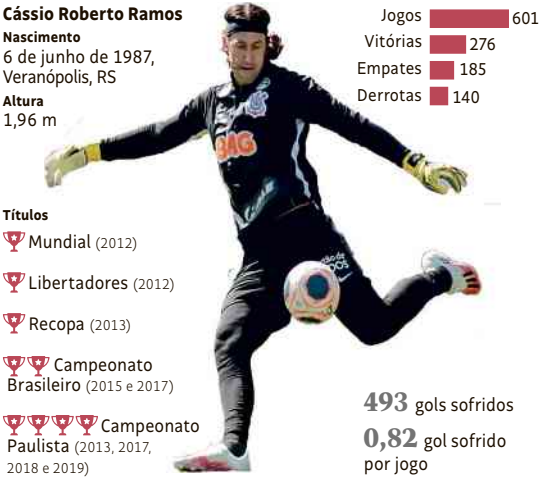 Cássio Roberto Ramos
Nascimento
6 de junho de 1987,
Veranópolis, RS
Altura
1,96 m
Jogos 601
Vitórias 276
Empates 185
Derrotas 140
BAG
Títulos
Mundial (2012)
Libertadores (2012)
Recopa (2013)
Campeonato
Brasileiro (2015 e 2017)
Campeonato
Paulista (2013, 2017,
2018 e 2019)
493 gols sofridos
0,82 gol sofrido
por jogo